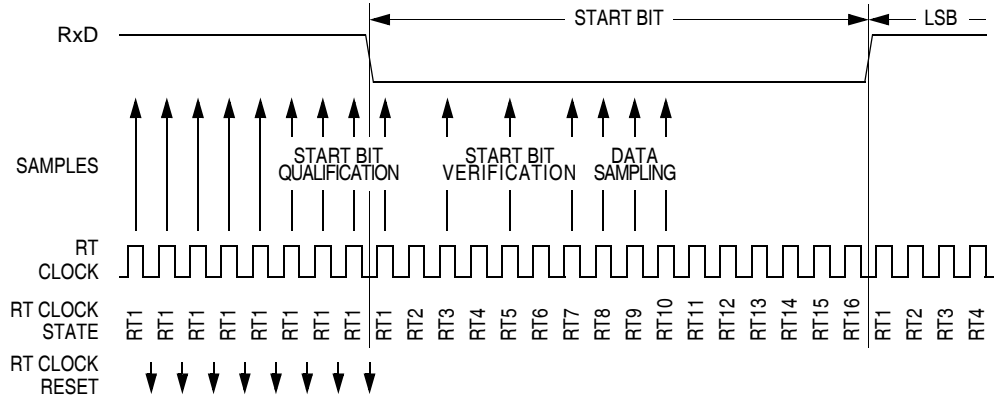 START BIT
LSB
RxD
SAMPLES
START BIT
QUALIFICATION
START BIT
VERIFICATION
DATA
SAMPLING
RT
CLOCK
RT CLOCK
STATE
RT1 RT1 RT1 RT1 RT1 RT1 RT1 RT1 RT1 RT2 RT3 RT4 RT5 RT6 RT7 RT8 RT9 RT10 RT11 RT12 RT13 RT14 RT15 RT16 RT1 RT2 RT3 RT4
RT CLOCK
RESET